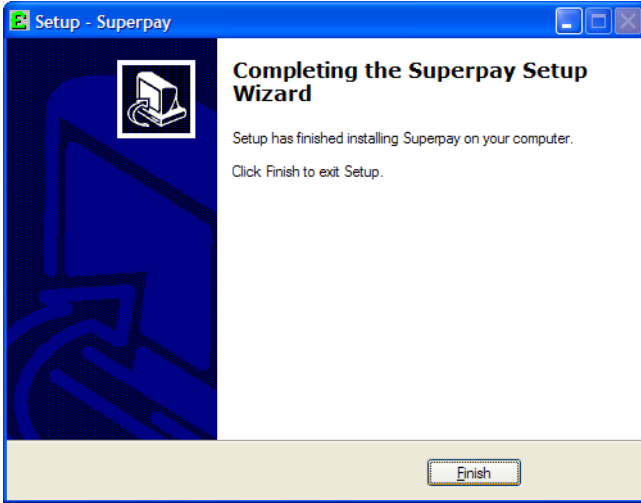 Setup - Superpay
Completing the Superpay Setup
Wizard
Setup has finished installing Superpay on your computer.
Click Finish to exit Setup.
Finish